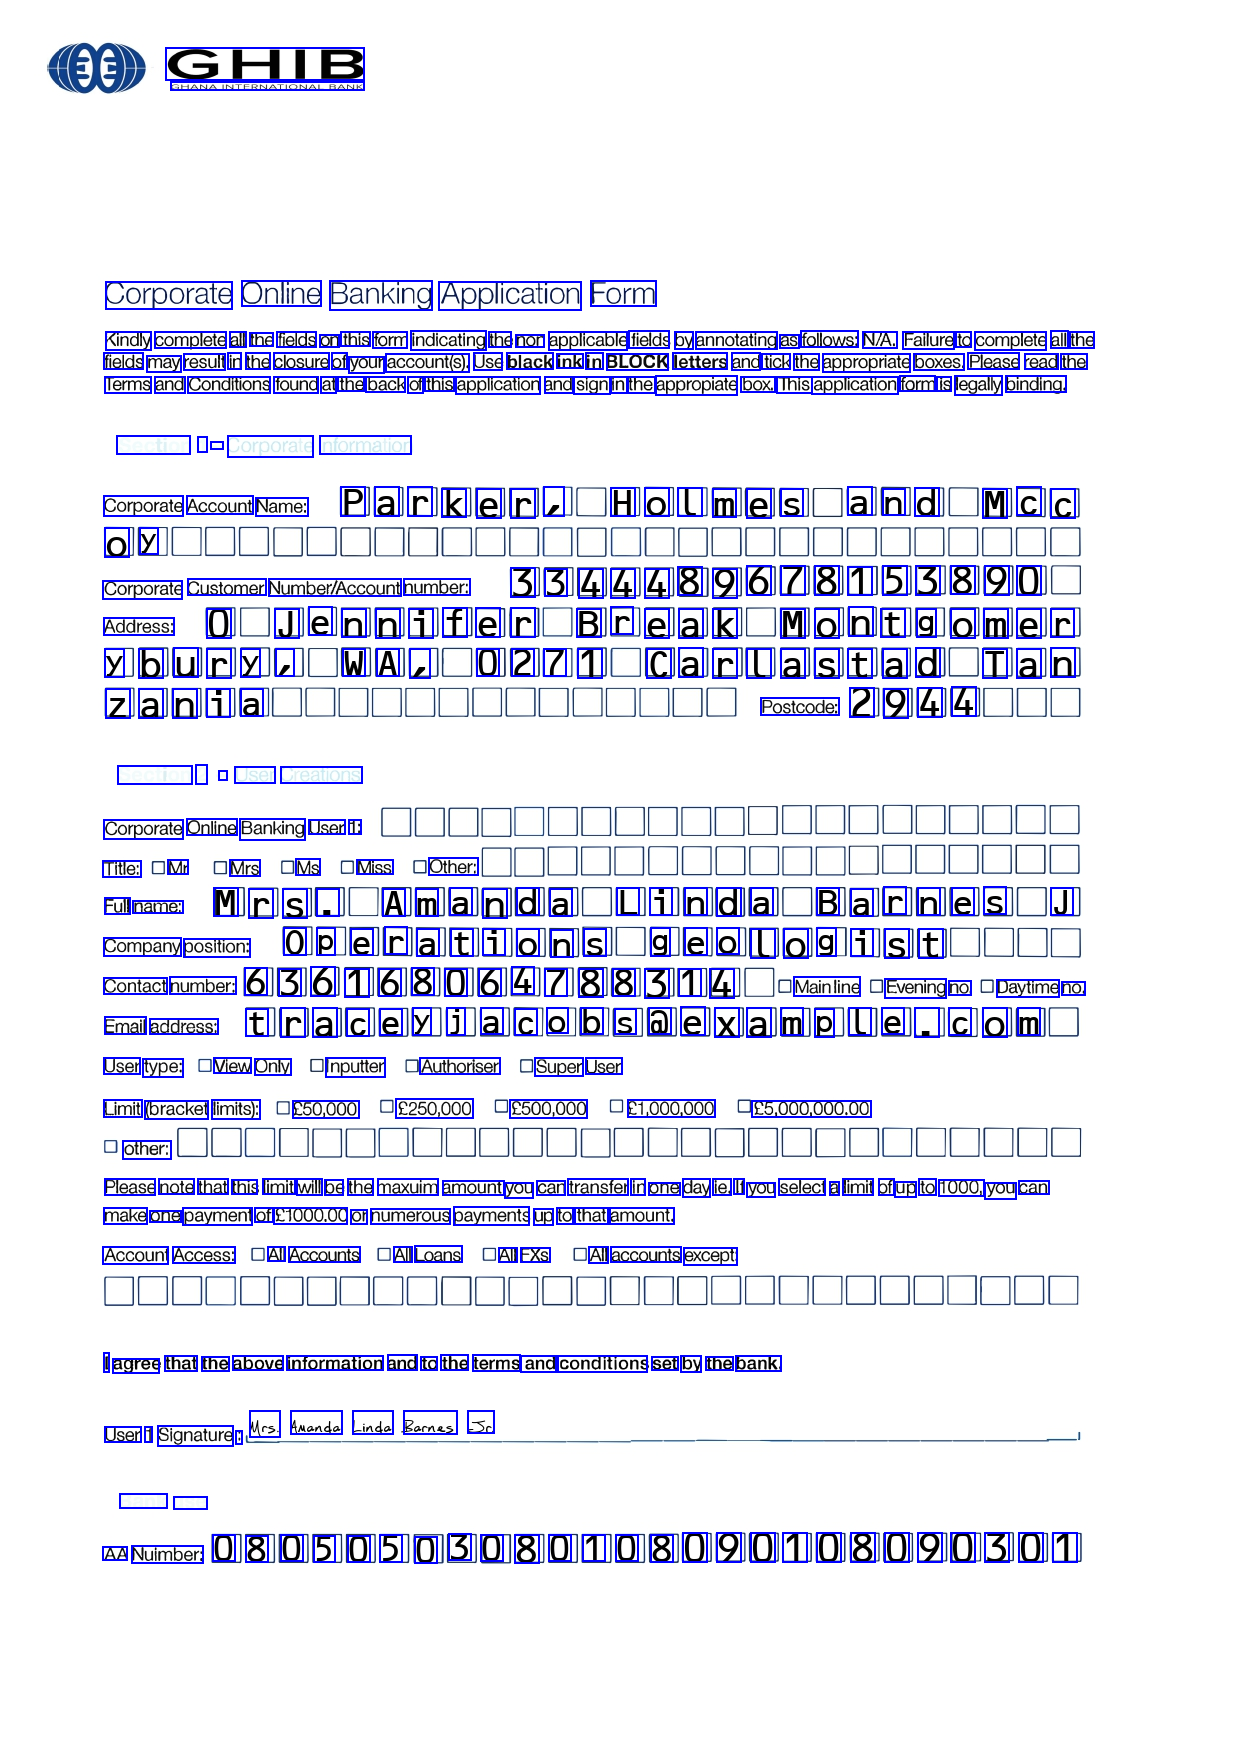 GHIB
GHANA INTERNATIONAL BANK
Corporate Online Banking Application Form
Kindly complete all the fields on this form indicating the non applicable fields by annotating as follows: N/A. Failure to complete all the
fields may result in the closure of your account(s). Use black ink in BLOCK letters and tick the appropriate boxes. Please read the
Terms and Conditions found at the back of this application and sign in the appropiate box. This application form is legally binding.
Section - Corporate Information
Corporate Account Name: Parker, Holmes and Mcc
oy
Corporate Customer Number/Account number: 3344489678153890
Address: 0 Jennifer Break Montgomer
ybury, WA, 0271 Carlastad Tan
zania Postcode: 2944
Section - User Creations
Corporate Online Banking User 1:
Title: Mr Mrs Ms Miss Other:
Full name: Mrs. Amanda Linda Barnes J
Company position: Operations geologist
Contact number: 636168064788314 Main line Evening no Daytime no.
Email address: traceyjacobs@example.com
User type: View Only Inputter Authoriser Super User
Limit (bracket limits): £50,000 £250,000 £500,000 £1,000,000 £5,000,000.00
other:
Please note that this limit will be the maxuim amount you can transfer in one day ie. If you select a limit of up to 1000, you can
make one payment of £1000.00 or numerous payments up to that amount.
Account Access: All Accounts All Loans All FXs All accounts except
I agree that the above information and to the terms and conditions set by the bank.
User 1 Signature: Mrs. Amanda Linda Barnes Jr
AA Nuimber: 08050503080108090108090301